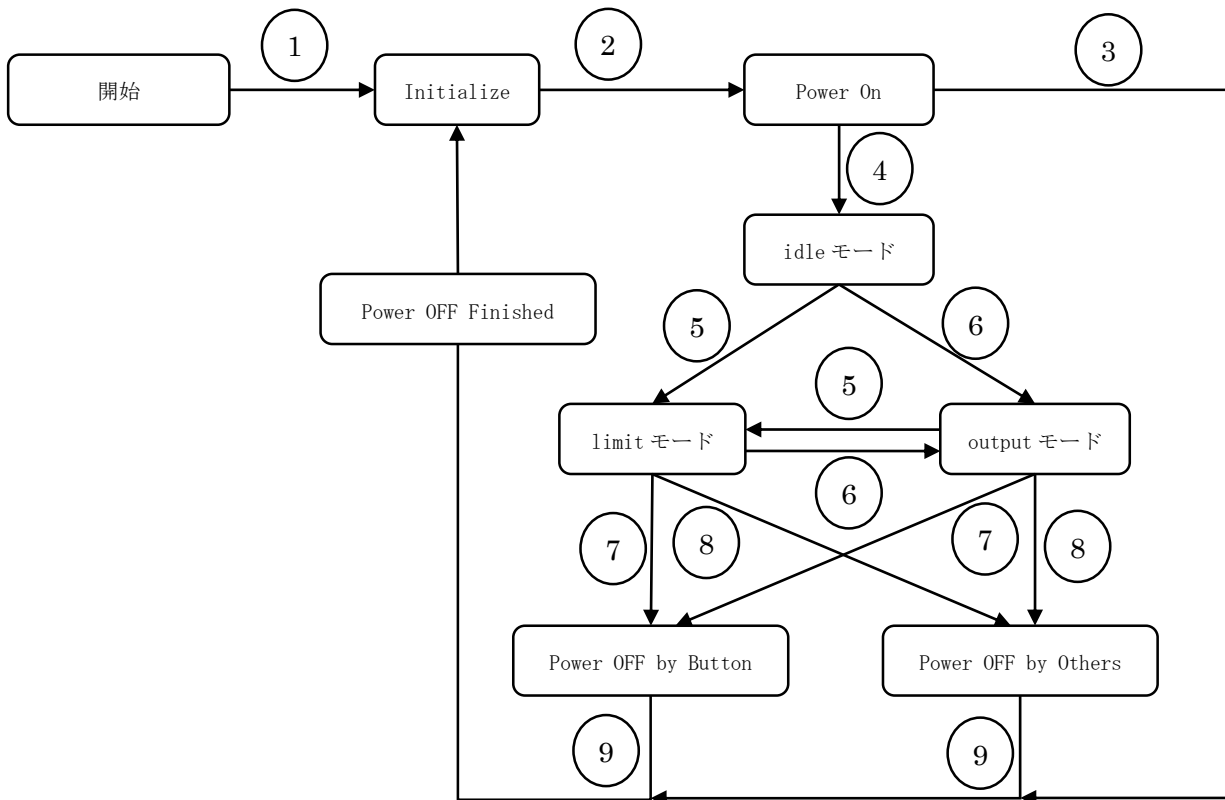 1
2
3
開始
Initialize
Power On
4
idle モード
Power OFF Finished
5
6
5
limit モード
output モード
6
7
8
7
8
Power OFF by Button
Power OFF by Others
9
9